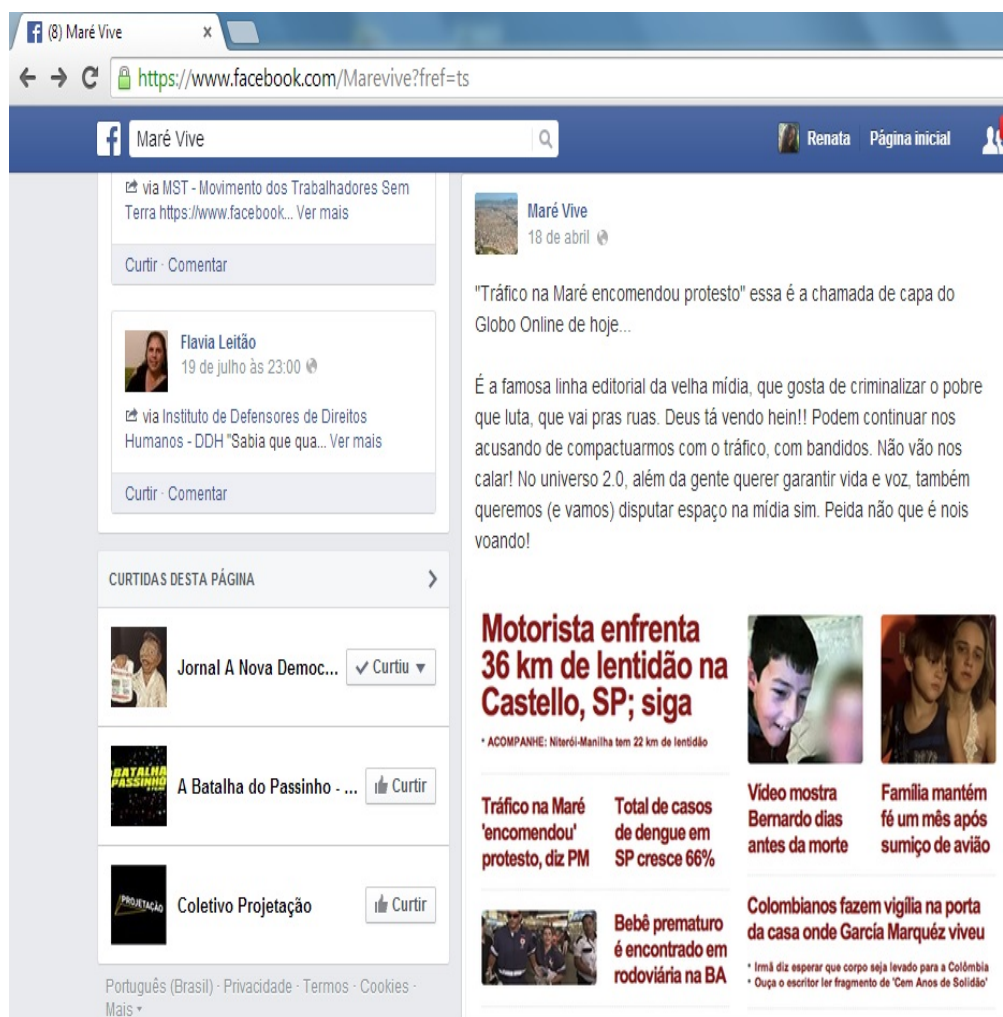 (8) Maré Vive
https://www.facebook.com/Marevive?fref=ts
Maré Vive
Renata
Página inicial
via MST - Movimento dos Trabalhadores Sem
Terra https://www.facebook... Ver mais
Curtir · Comentar
Flavia Leitão
19 de julho às 23:00
via Instituto de Defensores de Direitos
Humanos - DDH "Sabia que qua... Ver mais
Curtir · Comentar
CURTIDAS DESTA PÁGINA
Jornal A Nova Democ...
Curtiu
BATALHA
PASSINHO
A Batalha do Passinho - ...
Curtir
PROJETAÇÃO
Coletivo Projetação
Curtir
Português (Brasil) · Privacidade · Termos · Cookies ·
Mais
Maré Vive
18 de abril
"Tráfico na Maré encomendou protesto" essa é a chamada de capa do
Globo Online de hoje...
É a famosa linha editorial da velha mídia, que gosta de criminalizar o pobre
que luta, que vai pras ruas. Deus tá vendo hein!! Podem continuar nos
acusando de compactuarmos com o tráfico, com bandidos. Não vão nos
calar! No universo 2.0, além da gente querer garantir vida e voz, também
queremos (e vamos) disputar espaço na mídia sim. Peida não que é nois
voando!
Motorista enfrenta
36 km de lentidão na
Castello, SP; siga
• ACOMPANHE: Niterói-Manilha tem 22 km de lentidão
Tráfico na Maré
'encomendou'
protesto, diz PM
Total de casos
de dengue em
SP cresce 66%
Bebê prematuro
é encontrado em
rodoviária na BA
Vídeo mostra
Bernardo dias
antes da morte
Família mantém
fé um mês após
sumiço de avião
Colombianos fazem vigília na porta
da casa onde García Marquéz viveu
• Irmã diz esperar que corpo seja levado para a Colômbia
• Ouça o escritor ler fragmento de 'Cem Anos de Solidão'